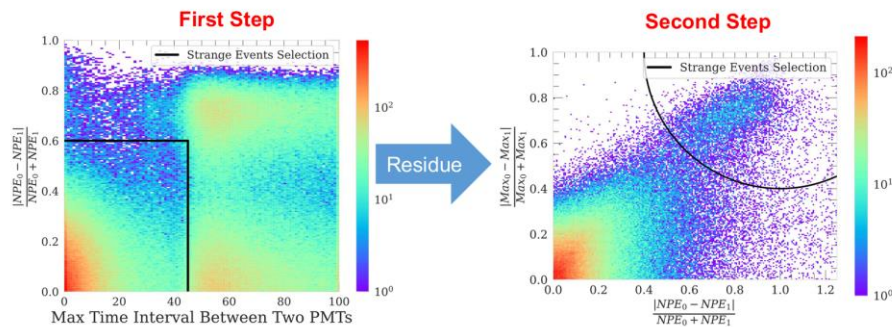 First Step
Second Step
Strange Events Selection
1.0
0.8
0.6
0.4
0.2
0.0
|NPE₀ − NPE₁|
NPE₀ + NPE₁
0 20 40 60 80 100
Max Time Interval Between Two PMTs
10²
10¹
10⁰
Residue
Strange Events Selection
1.0
0.8
0.6
0.4
0.2
0.0
|Max₀ − Max₁|
Max₀ + Max₁
0.0 0.2 0.4 0.6 0.8 1.0 1.2
|NPE₀ − NPE₁|
NPE₀ + NPE₁
10²
10¹
10⁰